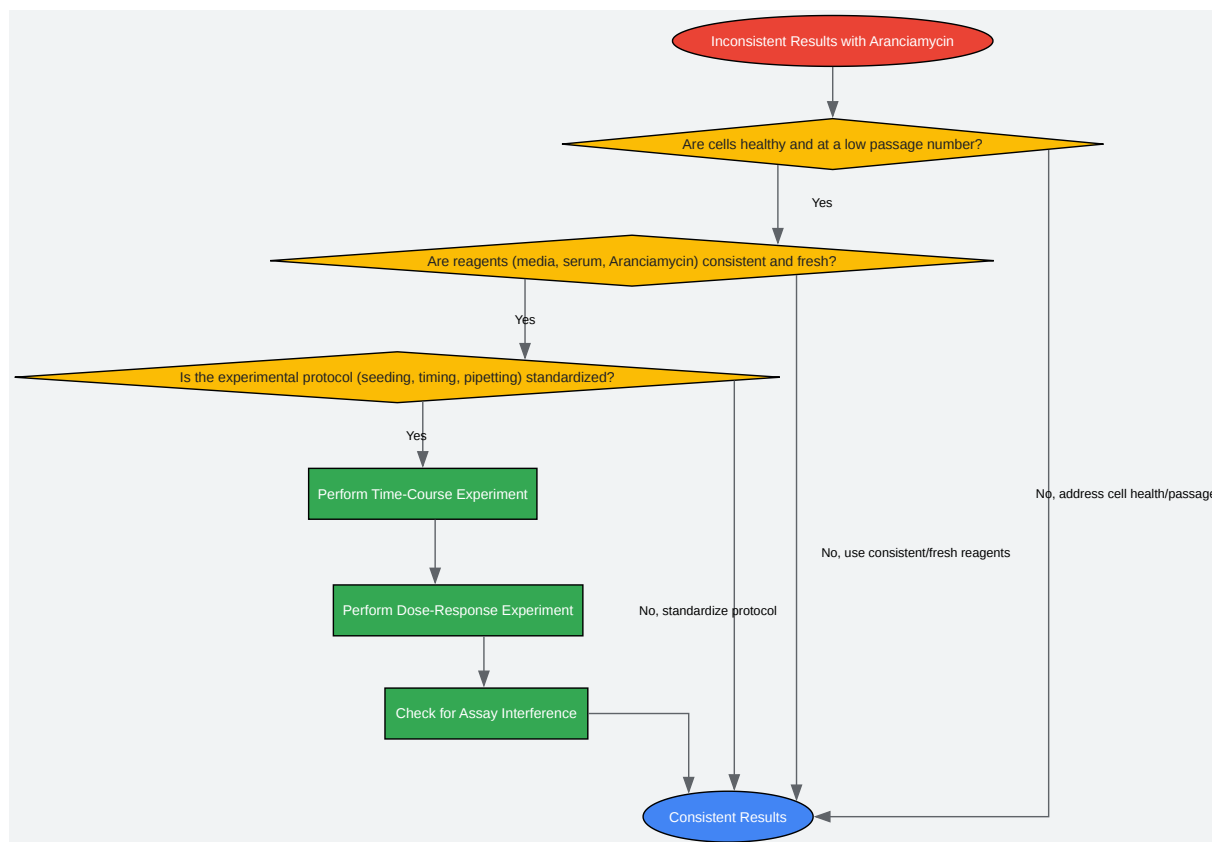 Inconsistent Results with Aranciamycin
Are cells healthy and at a low passage number?
Yes
Are reagents (media, serum, Aranciamycin) consistent and fresh?
Yes
Is the experimental protocol (seeding, timing, pipetting) standardized?
Yes
Perform Time-Course Experiment
No, address cell health/passage
No, use consistent/fresh reagents
Perform Dose-Response Experiment
No, standardize protocol
Check for Assay Interference
Consistent Results